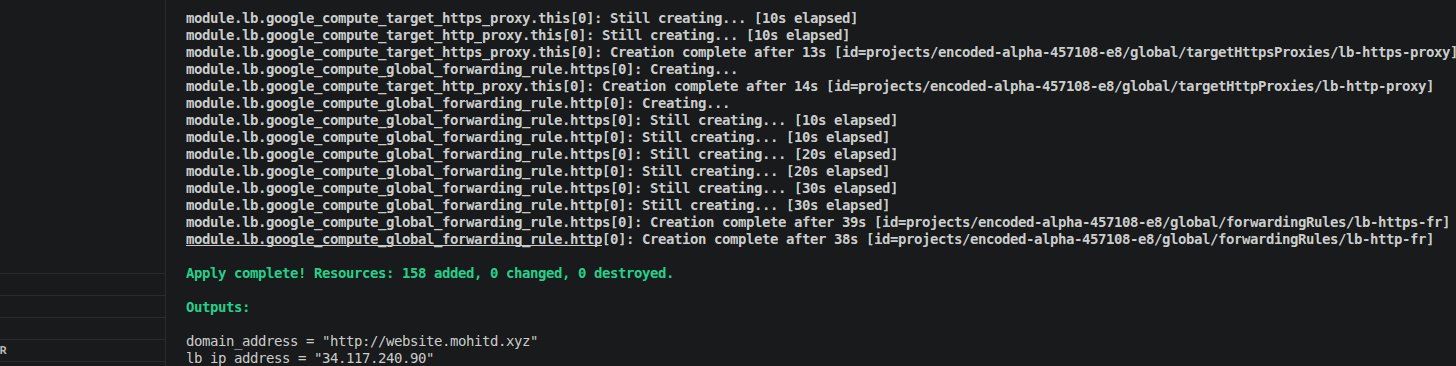 module.lb.google_compute_target_https_proxy.this[0]: Still creating... [10s elapsed]
module.lb.google_compute_target_http_proxy.this[0]: Still creating... [10s elapsed]
module.lb.google_compute_target_https_proxy.this[0]: Creation complete after 13s [id=projects/encoded-alpha-457108-e8/global/targetHttpsProxies/lb-https-proxy]
module.lb.google_compute_global_forwarding_rule.https[0]: Creating...
module.lb.google_compute_target_http_proxy.this[0]: Creation complete after 14s [id=projects/encoded-alpha-457108-e8/global/targetHttpProxies/lb-http-proxy]
module.lb.google_compute_global_forwarding_rule.http[0]: Creating...
module.lb.google_compute_global_forwarding_rule.https[0]: Still creating... [10s elapsed]
module.lb.google_compute_global_forwarding_rule.http[0]: Still creating... [10s elapsed]
module.lb.google_compute_global_forwarding_rule.https[0]: Still creating... [20s elapsed]
module.lb.google_compute_global_forwarding_rule.http[0]: Still creating... [20s elapsed]
module.lb.google_compute_global_forwarding_rule.https[0]: Still creating... [30s elapsed]
module.lb.google_compute_global_forwarding_rule.http[0]: Still creating... [30s elapsed]
module.lb.google_compute_global_forwarding_rule.https[0]: Creation complete after 39s [id=projects/encoded-alpha-457108-e8/global/forwardingRules/lb-https-fr]
module.lb.google_compute_global_forwarding_rule.http[0]: Creation complete after 38s [id=projects/encoded-alpha-457108-e8/global/forwardingRules/lb-http-fr]
Apply complete! Resources: 158 added, 0 changed, 0 destroyed.
Outputs:
domain_address = "http://website.mohitd.xyz"
R
lb_ip_address = "34.117.240.90"